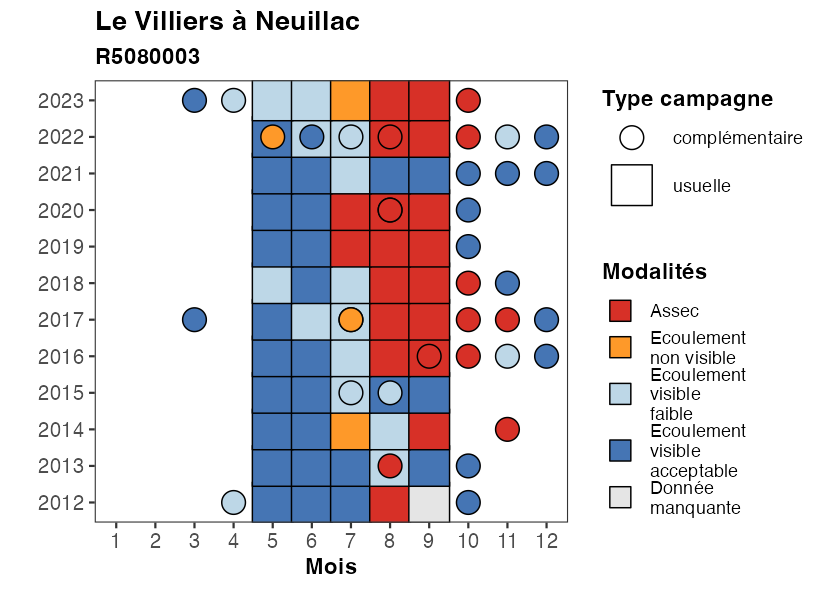 Le Villiers à Neuillac
R5080003
2023
2022
2021
2020
2019
2018
2017
2016
2015
2014
2013
2012
1 2 3 4 5 6 7 8 9 10 11 12
Mois
Type campagne
complémentaire
usuelle
Modalités
Assec
Ecoulement
non visible
Ecoulement
visible
faible
Ecoulement
visible
acceptable
Donnée
manquante